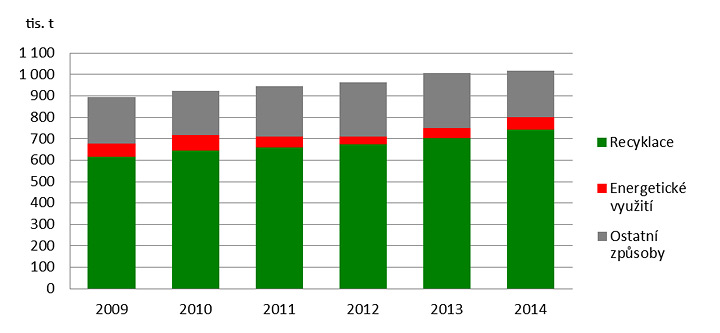 tis. t
1 100
1 000
900
800
700
600
500
400
300
200
100
0
2009 2010 2011 2012 2013 2014
Recyklace
Energetické
využití
Ostatní
způsoby